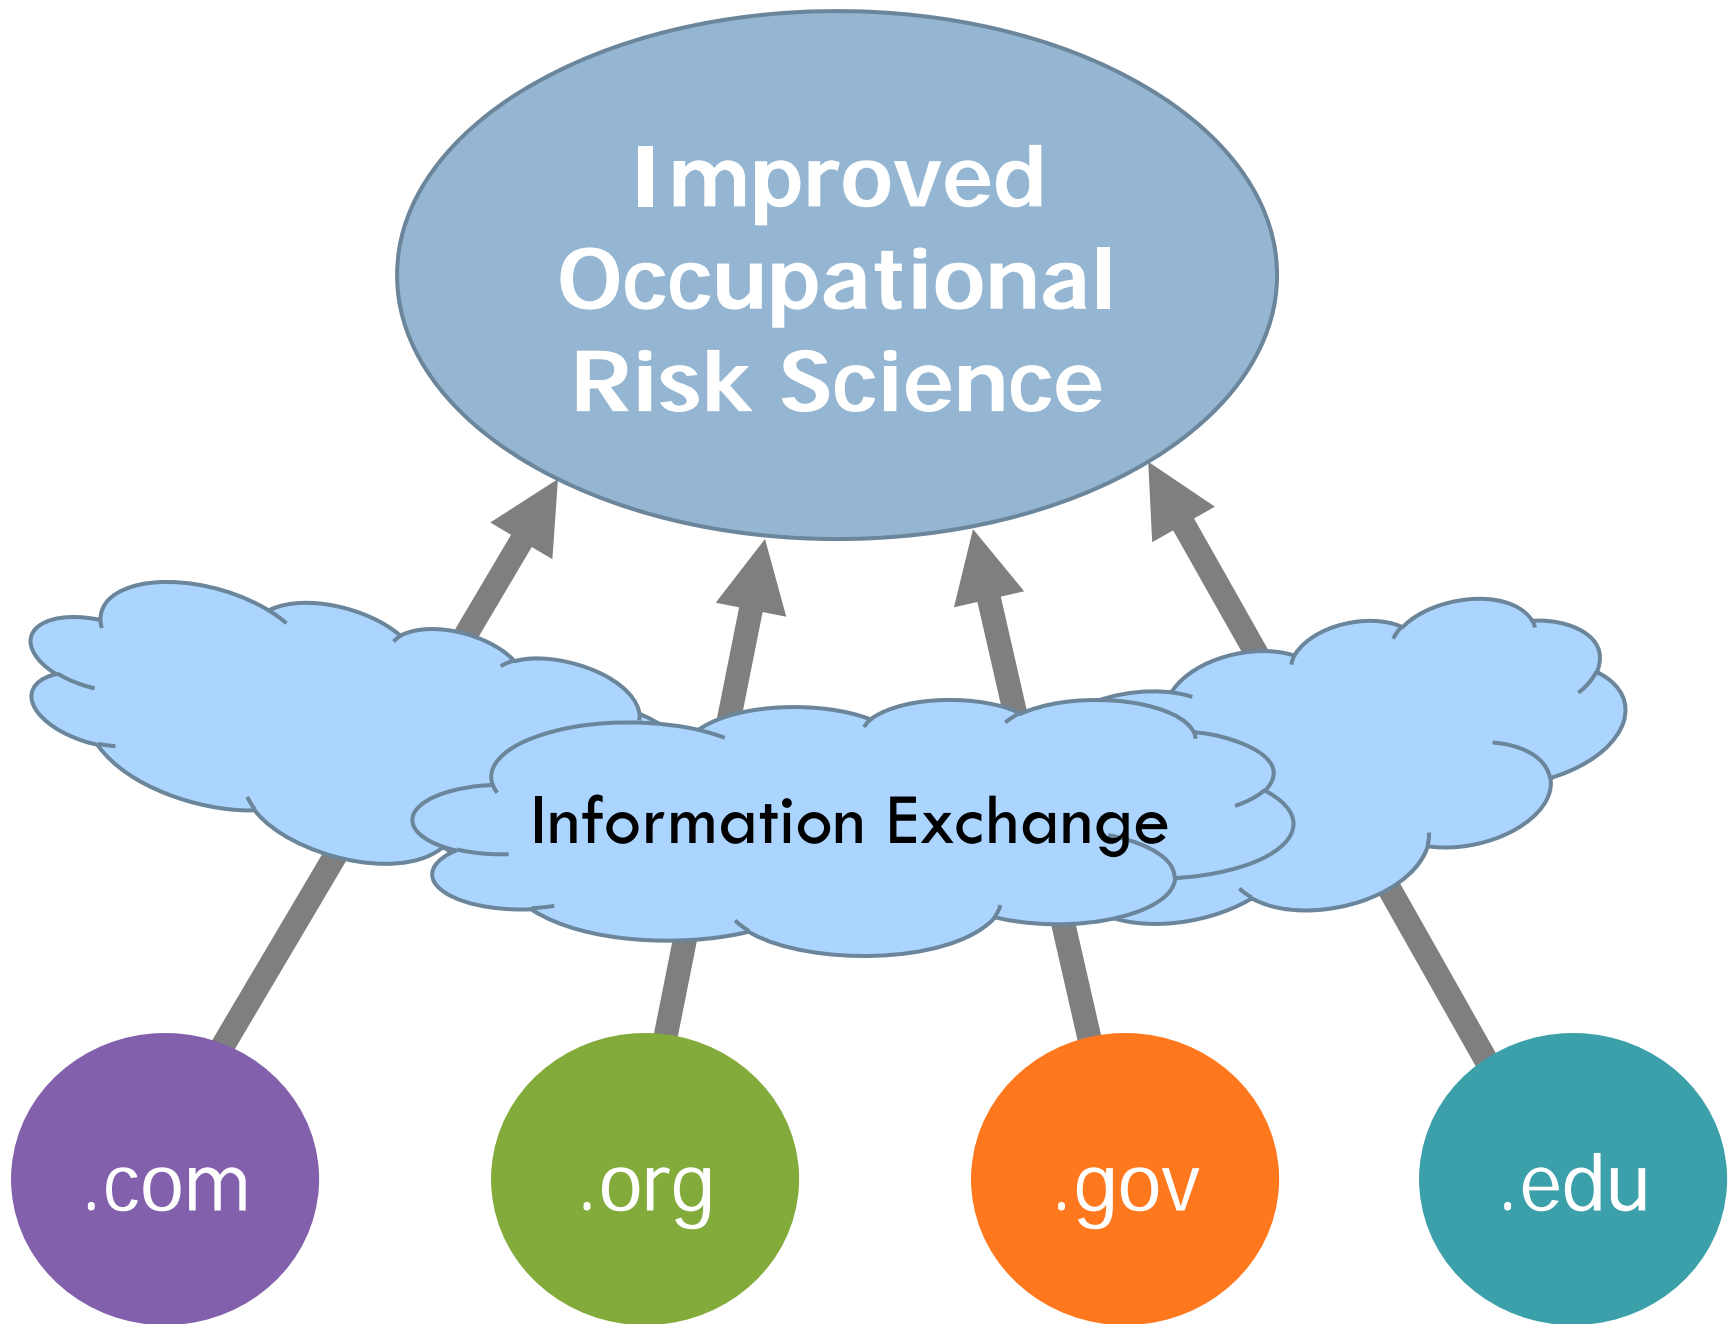 Improved
Occupational
Risk Science
Information Exchange
.com
.org
.gov
.edu